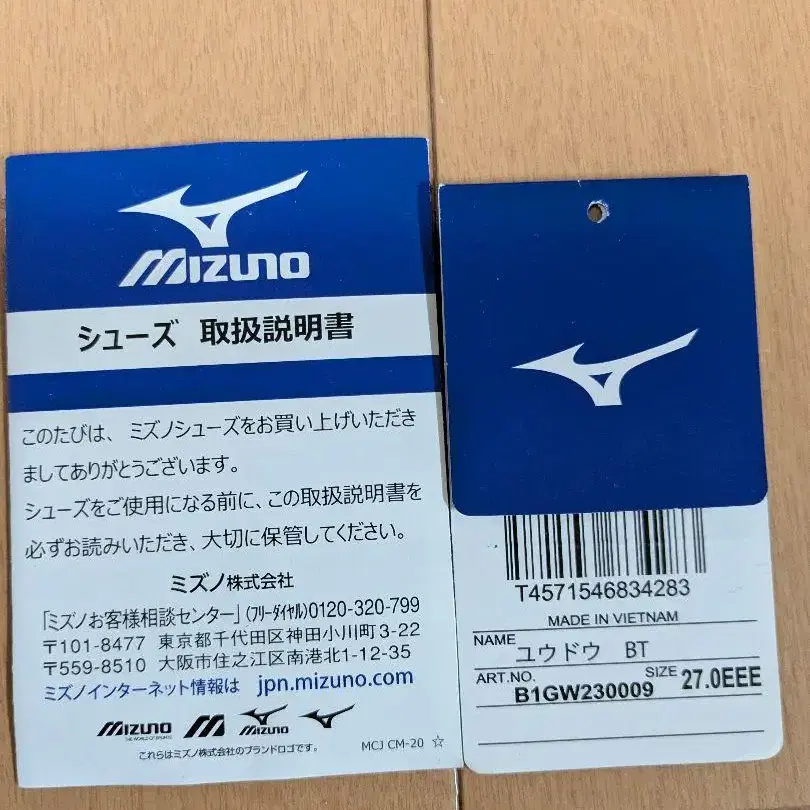 MIZUNO
シューズ 取扱説明書
このたびは、ミズノシューズをお買い上げいただき
ましてありがとうございます。
シューズをご使用になる前に、この取扱説明書を
必ずお読みいただき、大切に保管してください。
ミズノ株式会社
「ミズノお客様相談センター」(フリーダイヤル)0120-320-799
〒101-8477 東京都千代田区神田小川町3-22
〒559-8510 大阪市住之江区南港北1-12-35
ミズノインターネット情報は jpn.mizuno.com
MIZUNO
THE WORLD OF SPORTS
MIZUNO
これらはミズノ株式会社のブランドロゴです。
MCJ CM-20 ☆
T4571546834283
MADE IN VIETNAM
NAME ユウドウ BT
ART.NO. B1GW230009 SIZE 27.0EEE